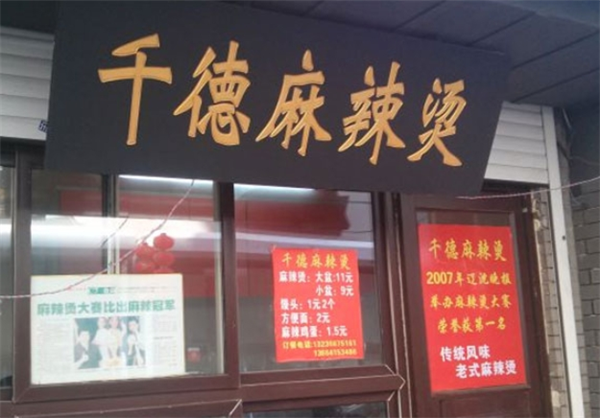 千德麻辣烫
麻辣烫大赛比出麻辣冠军
千德麻辣烫
麻辣烫：大盆：11元
小盆：9元
馒头：1元2个
方便面：2元
麻辣鸡蛋：1.5元
千德麻辣烫
2007年辽沈晚报
举办麻辣烫大赛
荣誉获第一名
传统风味
老式麻辣烫